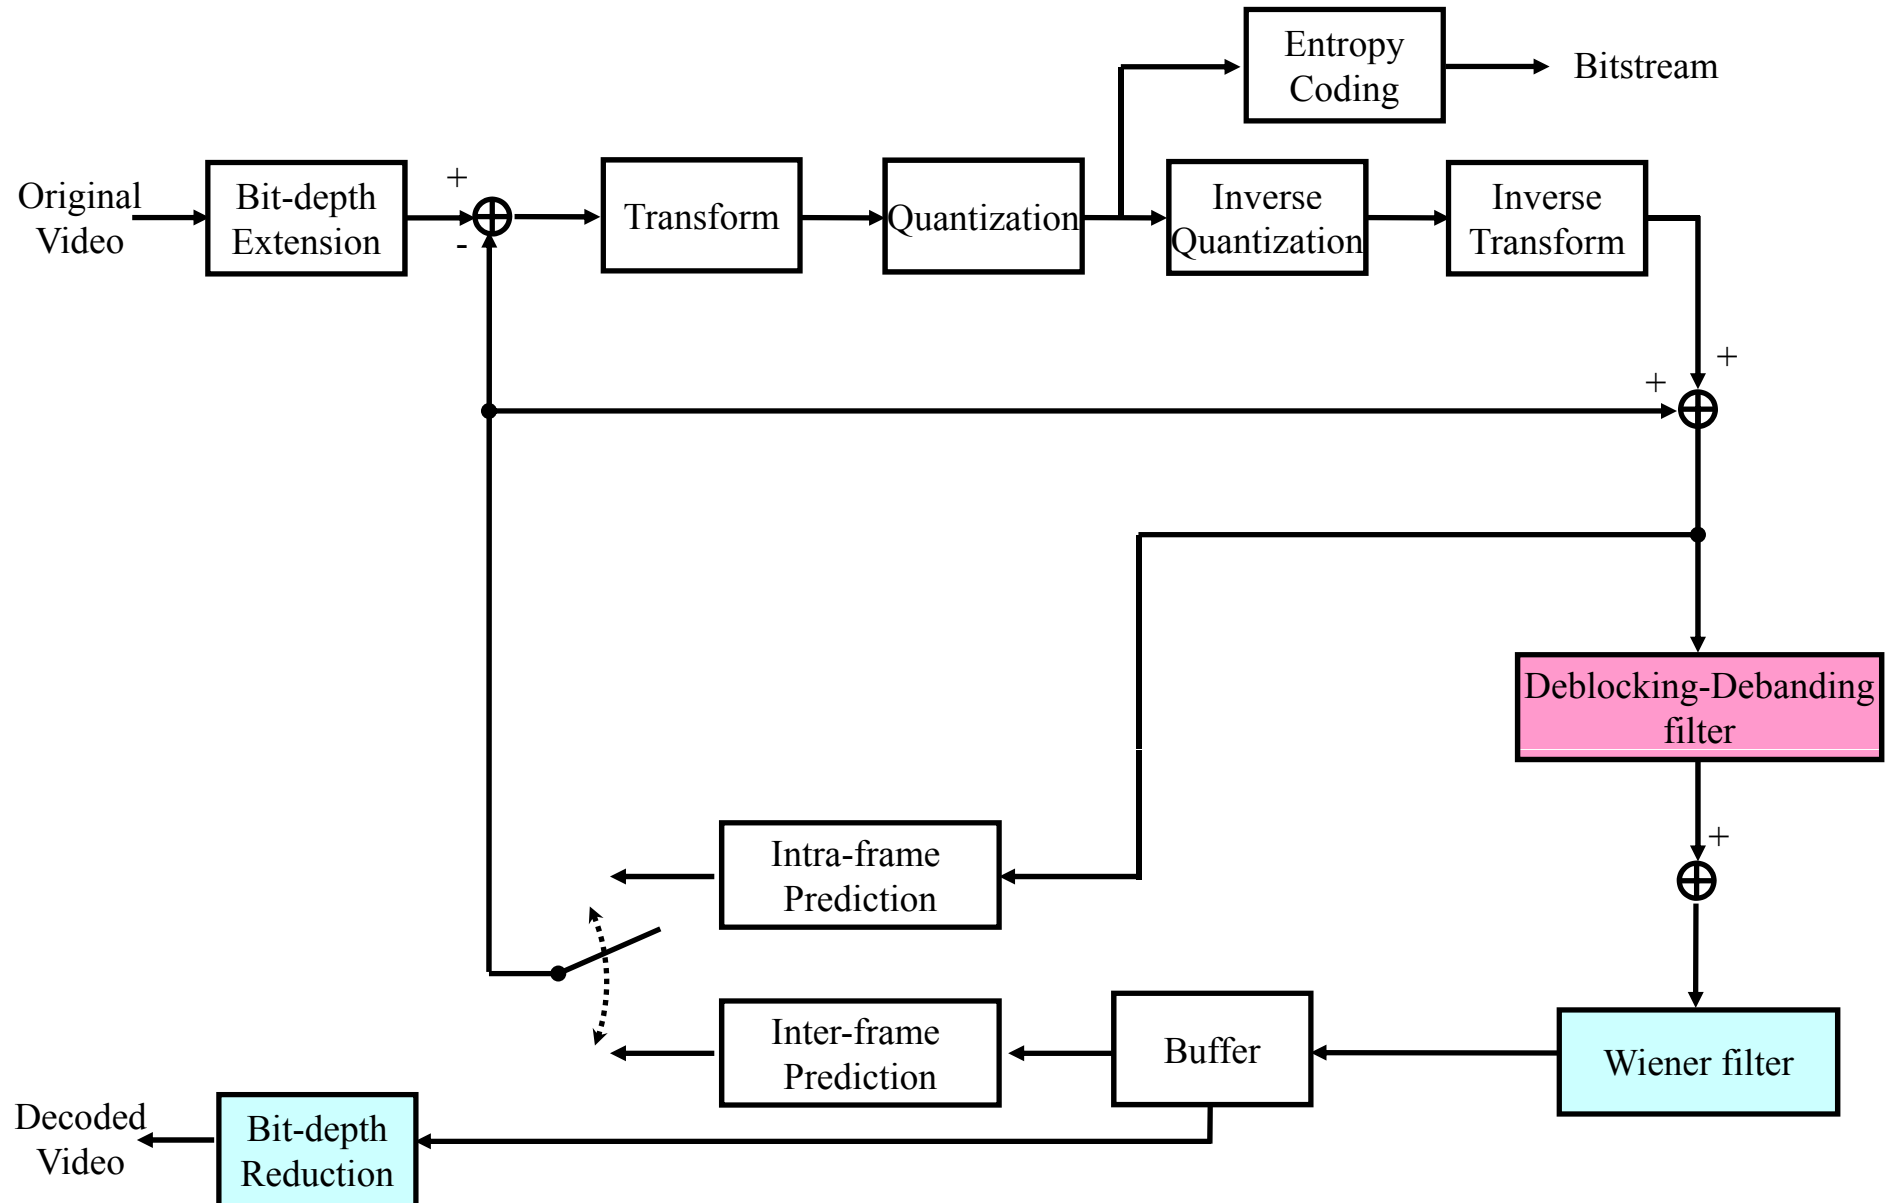 Entropy
Coding
Bitstream
Original
Video
Bit-depth
Extension
+
-
Transform
Quantization
Inverse
Quantization
Inverse
Transform
+
+
Deblocking-Debanding
filter
+
Intra-frame
Prediction
Inter-frame
Prediction
Buffer
Wiener filter
Decoded
Video
Bit-depth
Reduction